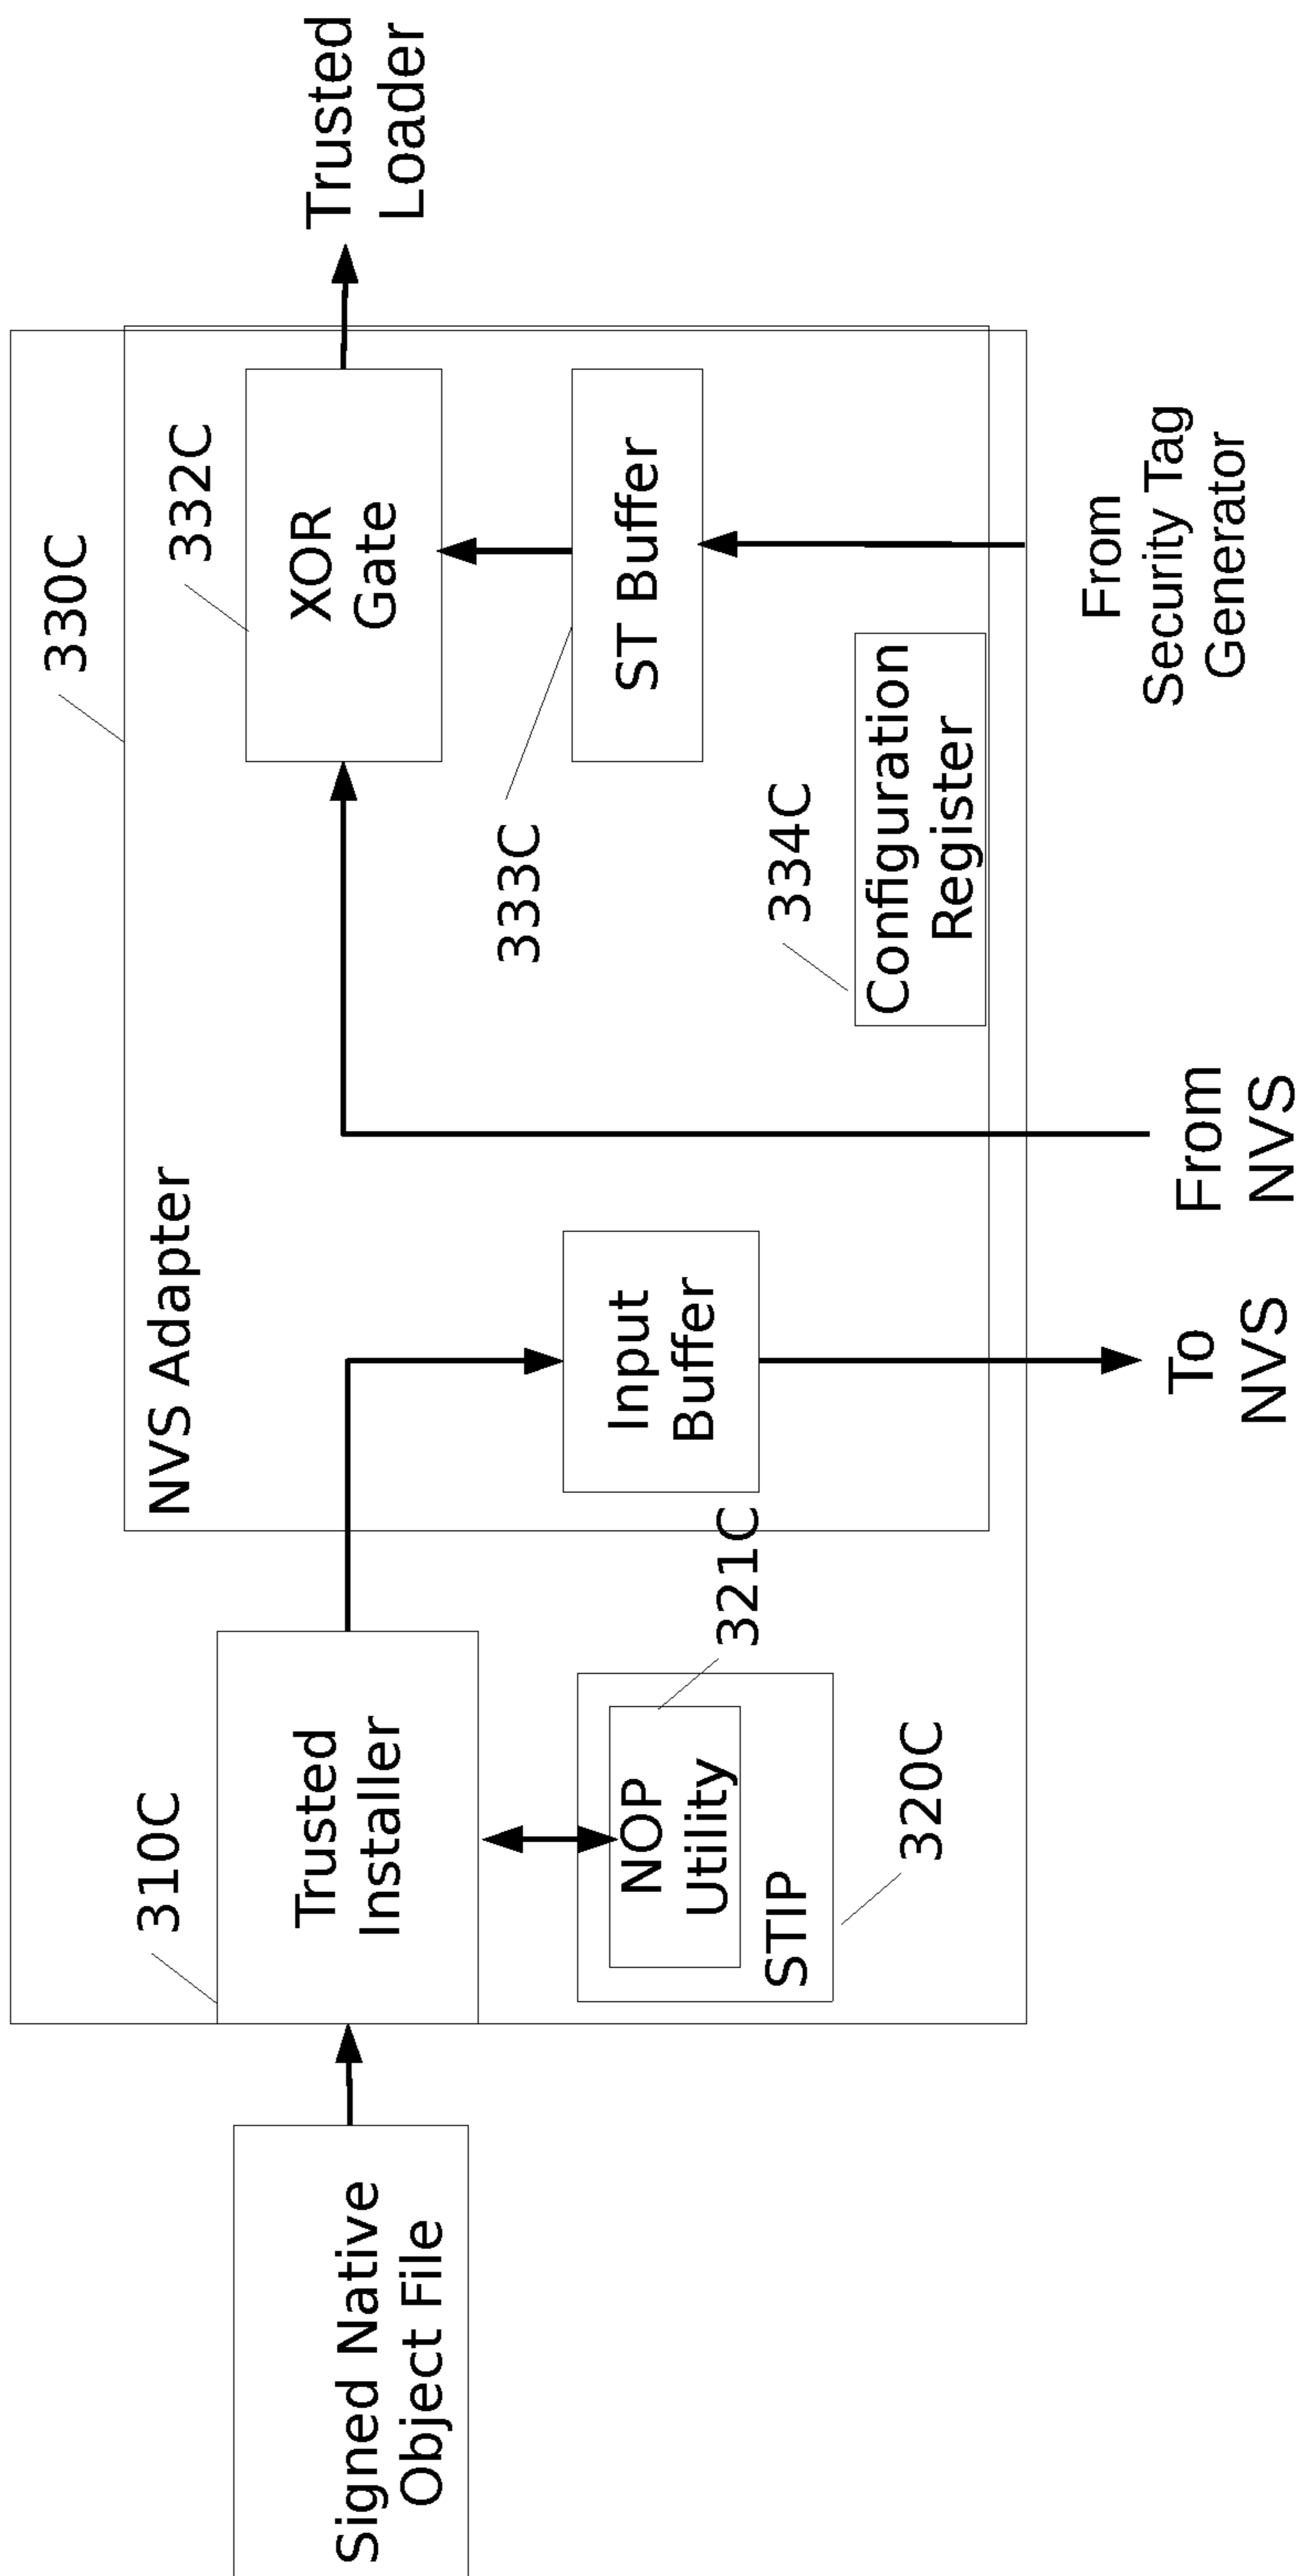 Signed Native
Object File
310C
Trusted
Installer
NOP
Utility
STIP
321C
320C
NVS Adapter
330C
Input
Buffer
332C
XOR
Gate
333C
ST Buffer
334C
Configuration
Register
Trusted
Loader
To
NVS
From
NVS
From
Security Tag
Generator